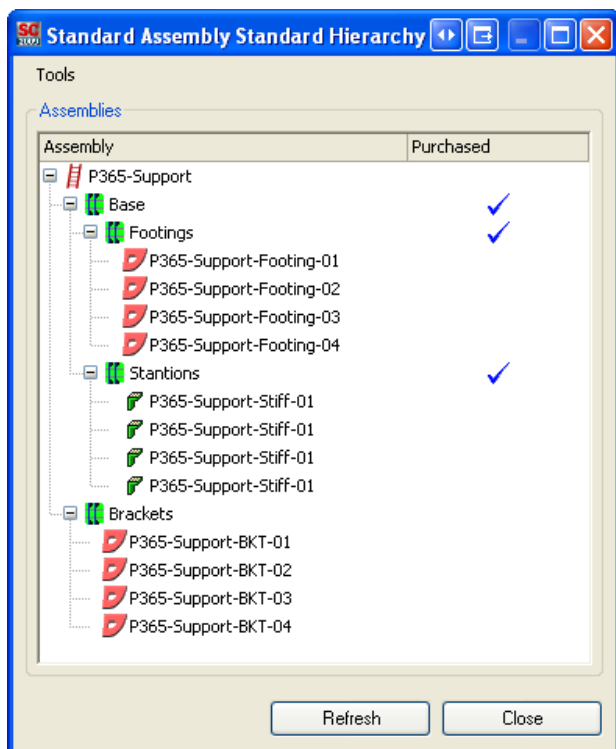 Standard Assembly Standard Hierarchy
Tools
Assemblies
Assembly Purchased
P365-Support
Base
Footings
P365-Support-Footing-01
P365-Support-Footing-02
P365-Support-Footing-03
P365-Support-Footing-04
Stantions
P365-Support-Stiff-01
P365-Support-Stiff-01
P365-Support-Stiff-01
P365-Support-Stiff-01
Brackets
P365-Support-BKT-01
P365-Support-BKT-02
P365-Support-BKT-03
P365-Support-BKT-04
Refresh Close